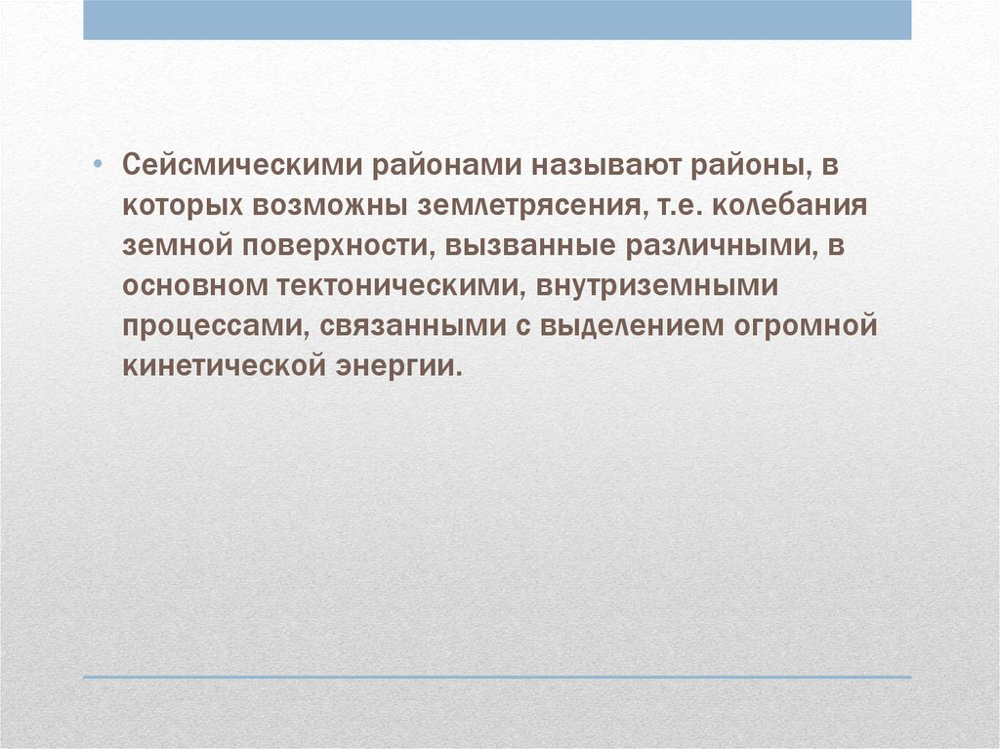 • Сейсмическими районами называют районы, в
которых возможны землетрясения, т.е. колебания
земной поверхности, вызванные различными, в
основном тектоническими, внутриземными
процессами, связанными с выделением огромной
кинетической энергии.